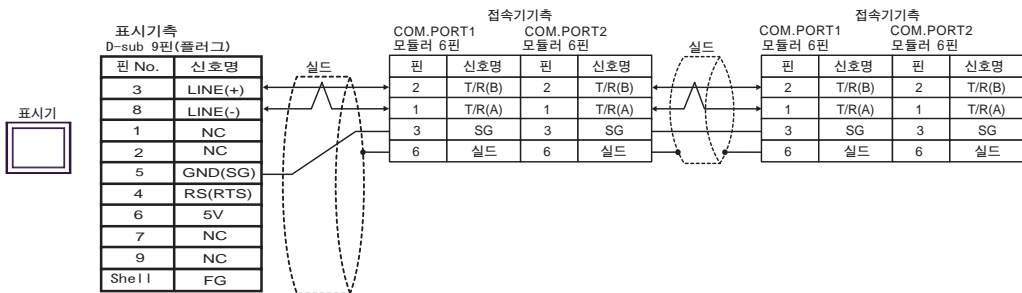 표시기
표시기측
D-sub 9핀(플러그)
핀 No. 신호명
3 LINE(+)
8 LINE(-)
1 NC
2 NC
5 GND(SG)
4 RS(RTS)
6 5V
7 NC
9 NC
Shell FG
실드
접속기기측
COM.PORT1 COM.PORT2
모듈러 6핀 모듈러 6핀
핀 신호명 핀 신호명
2 T/R(B) 2 T/R(B)
1 T/R(A) 1 T/R(A)
3 SG 3 SG
6 실드 6 실드
실드
접속기기측
COM.PORT1 COM.PORT2
모듈러 6핀 모듈러 6핀
핀 신호명 핀 신호명
2 T/R(B) 2 T/R(B)
1 T/R(A) 1 T/R(A)
3 SG 3 SG
6 실드 6 실드